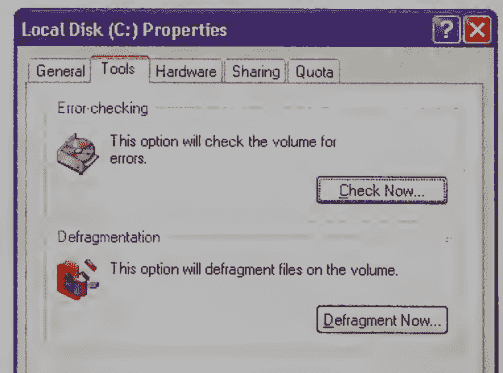 Local Disk (C:) Properties
?
X
General Tools Hardware Sharing Quota
Error-checking
This option will check the volume for
errors.
Check Now...
Defragmentation
This option will defragment files on the volume.
Defragment Now...